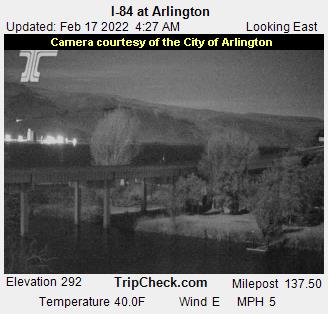 I-84 at Arlington
Updated: Feb 17 2022 4:27 AM Looking East
Camera courtesy of the City of Arlington
Elevation 292 TripCheck.com Milepost 137.50
Temperature 40.0F Wind E MPH 5